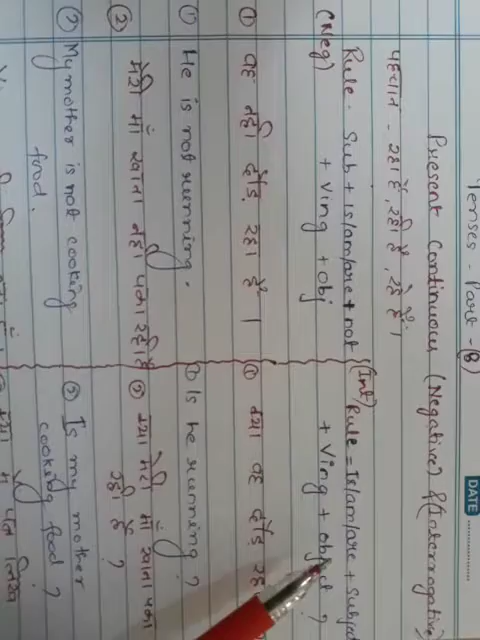 Tenses - Part - 8
DATE
Present Continuous (Negative) & (Interrogative)
पहचान - रहा है, रही है, रहे हैं।
Rule - Sub + is/am/are + not
(Neg) + Ving + obj
① वह नहीं दौड़ रहा है।
① He is not running.
② मेरी माँ खाना नहीं पका रही है
② My mother is not cooking
food.
(Int) Rule = Is/am/are + Subject
+ Ving + object ?
① क्या वह दौड़
① Is he running ?
② क्या मेरी माँ खाना पका
रही है ?
② Is my mother
cooking food ?